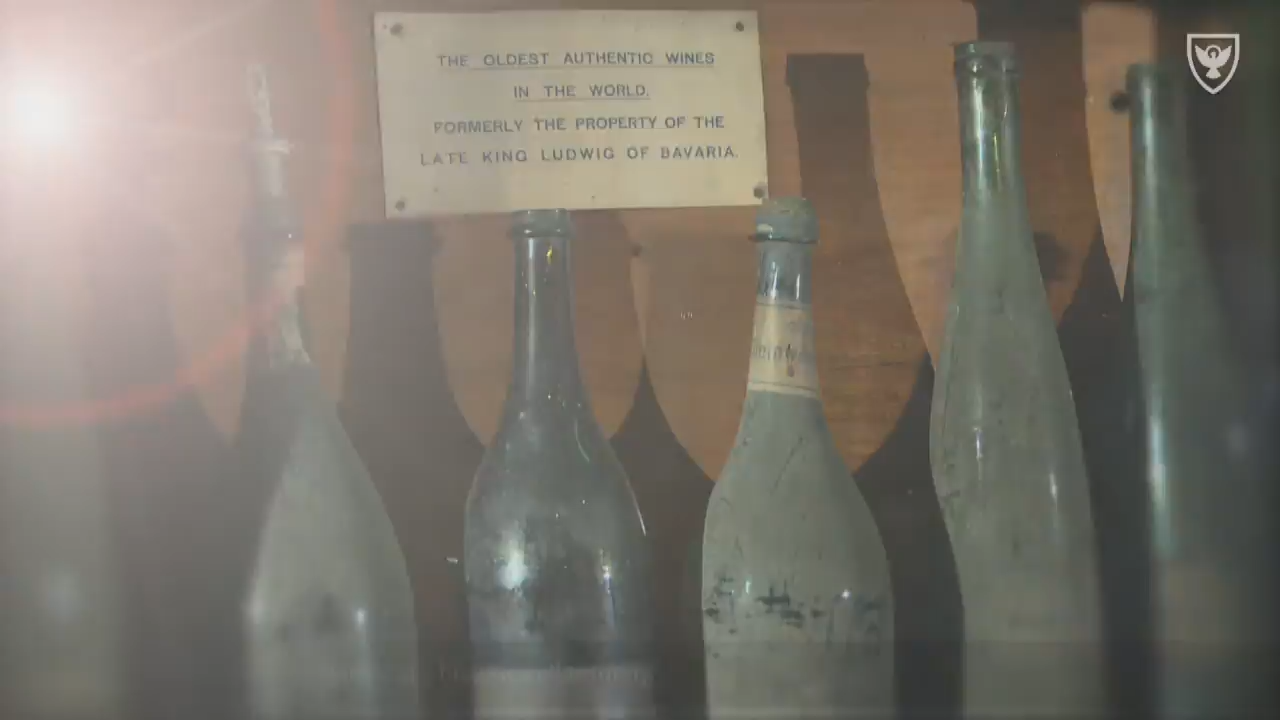 THE OLDEST AUTHENTIC WINES
IN THE WORLD.
FORMERLY THE PROPERTY OF THE
LATE KING LUDWIG OF BAVARIA.